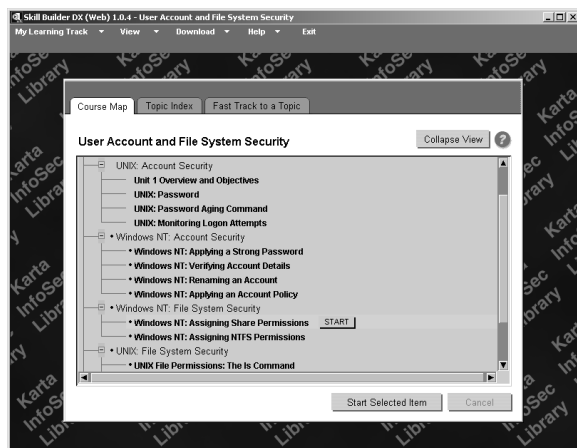 Skill Builder DX (Web) 1.0.4 - User Account and File System Security
My Learning Track View Download Help Exit
Course Map Topic Index Fast Track to a Topic
User Account and File System Security
Collapse View ?
UNIX: Account Security
Unit 1 Overview and Objectives
UNIX: Password
UNIX: Password Aging Command
UNIX: Monitoring Logon Attempts
• Windows NT: Account Security
• Windows NT: Applying a Strong Password
• Windows NT: Verifying Account Details
• Windows NT: Renaming an Account
• Windows NT: Applying an Account Policy
• Windows NT: File System Security
• Windows NT: Assigning Share Permissions START
• Windows NT: Assigning NTFS Permissions
• UNIX: File System Security
• UNIX File Permissions: The ls Command
Start Selected Item Cancel
Karta
InfoSec
Library